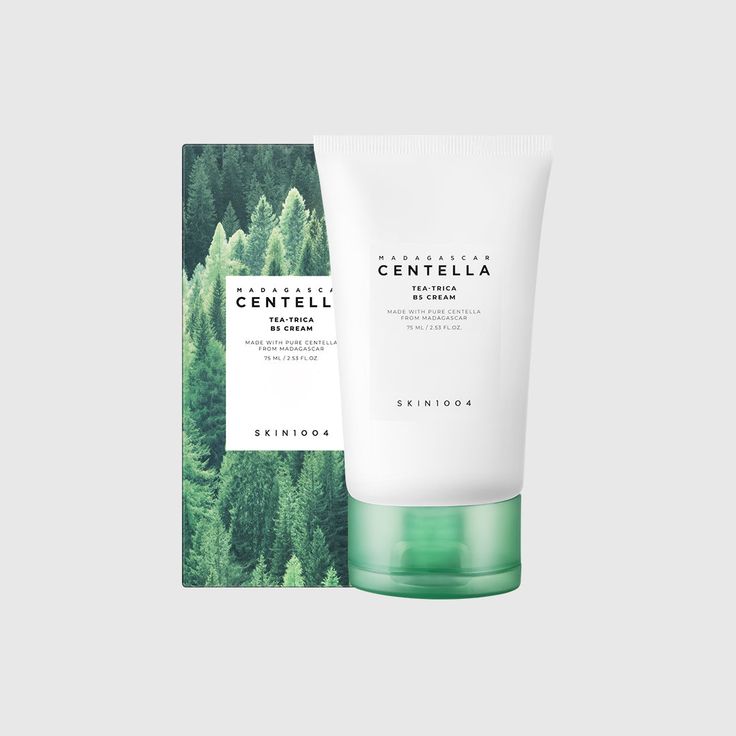 MADAGASCAR
CENTELLA
TEA-TRICA
B5 CREAM
MADE WITH PURE CENTELLA
FROM MADAGASCAR
75 ML / 2.53 FL.OZ.
SKIN1004
MADAGASCAR
CENTELLA
TEA-TRICA
B5 CREAM
MADE WITH PURE CENTELLA
FROM MADAGASCAR
75 ML / 2.53 FL.OZ.
SKIN1004